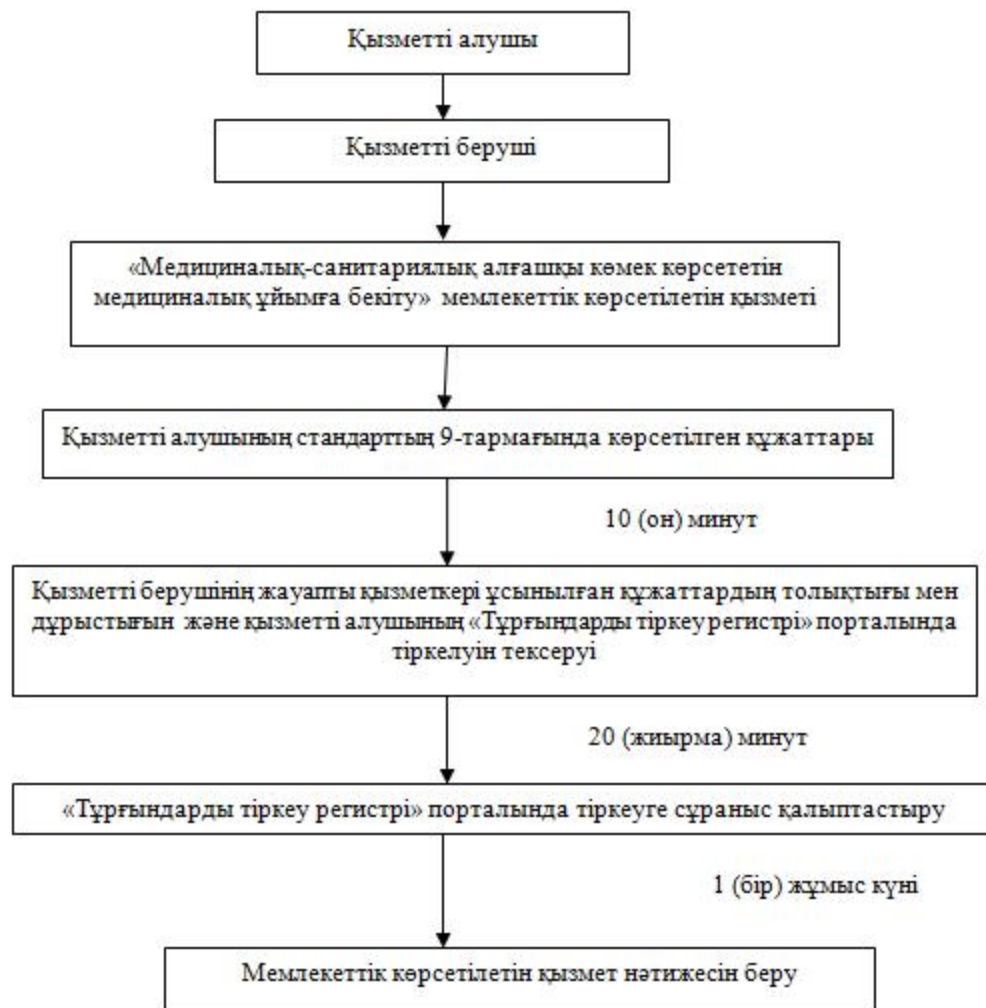 Қызметті алушы
Қызметті беруші
«Медициналық-санитариялық алғашқы көмек көрсететін
медициналық ұйымға бекіту» мемлекеттік көрсетілетін қызметі
Қызметті алушының стандарттың 9-тармағында көрсетілген құжаттары
10 (он) минут
Қызметті берушінің жауапты қызметкері ұсынылған құжаттардың толықтығы мен
дұрыстығын және қызметті алушының «Тұрғындарды тіркеу регистрі» порталында
тіркелуін тексеруі
20 (жиырма) минут
«Тұрғындарды тіркеу регистрі» порталында тіркеуге сұраныс қалыптастыру
1 (бір) жұмыс күні
Мемлекеттік көрсетілетін қызмет нәтижесін беру